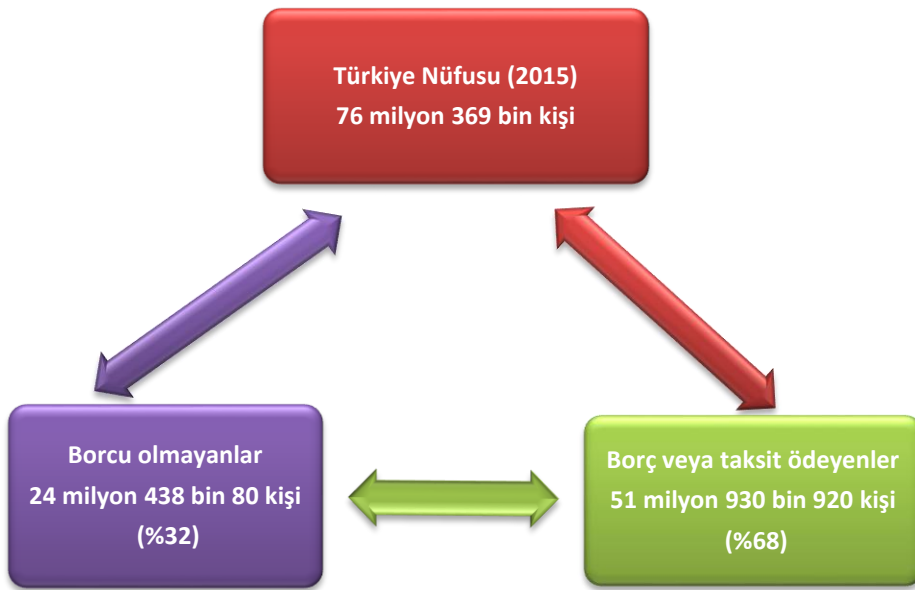 Türkiye Nüfusu (2015)
76 milyon 369 bin kişi
Borcu olmayanlar
24 milyon 438 bin 80 kişi
(%32)
Borç veya taksit ödeyenler
51 milyon 930 bin 920 kişi
(%68)